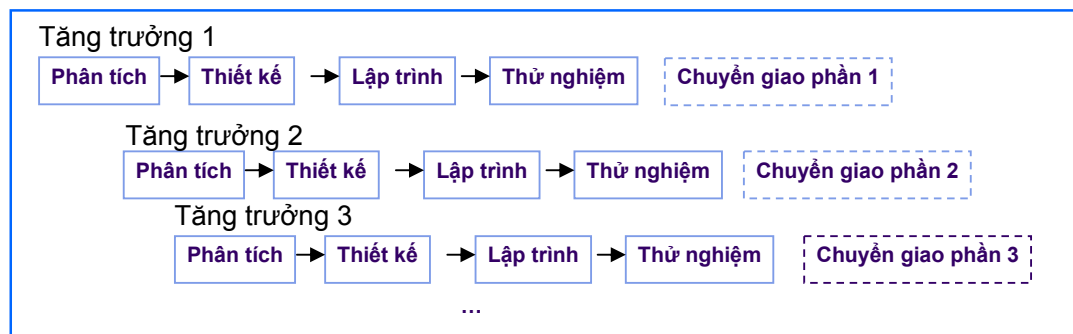 Tăng trưởng 1
Phân tích Thiết kế Lập trình Thử nghiệm Chuyển giao phần 1
Tăng trưởng 2
Phân tích Thiết kế Lập trình Thử nghiệm Chuyển giao phần 2
Tăng trưởng 3
Phân tích Thiết kế Lập trình Thử nghiệm Chuyển giao phần 3
...